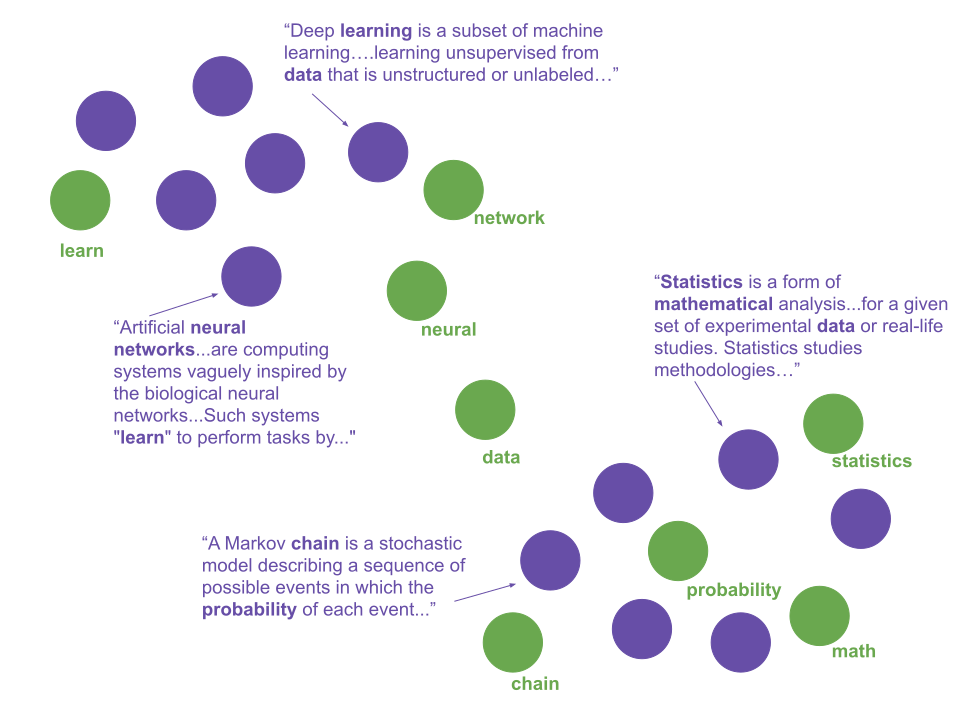 “Deep learning is a subset of machine
learning….learning unsupervised from
data that is unstructured or unlabeled…”
network
learn
“Statistics is a form of
mathematical analysis...for a given
set of experimental data or real-life
studies. Statistics studies
methodologies…”
neural
“Artificial neural
networks...are computing
systems vaguely inspired by
the biological neural
networks...Such systems
"learn" to perform tasks by..."
data
statistics
“A Markov chain is a stochastic
model describing a sequence of
possible events in which the
probability of each event...”
probability
math
chain